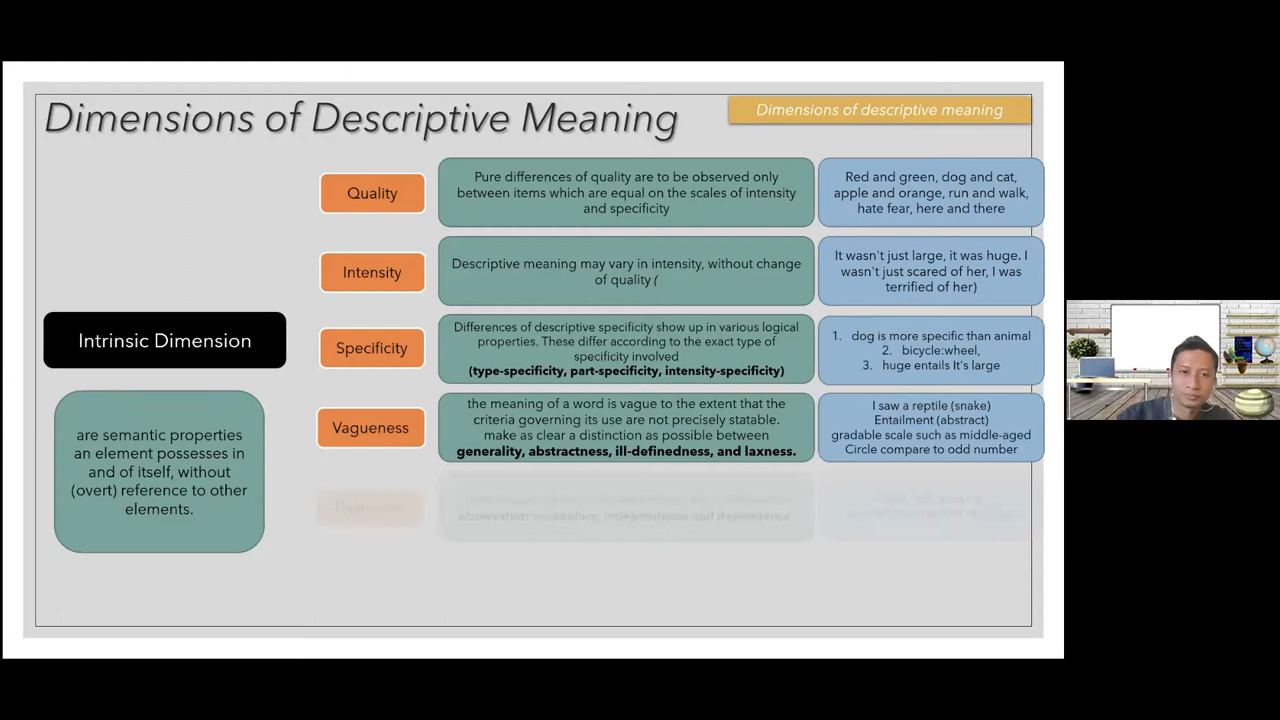 Dimensions of Descriptive Meaning
Dimensions of descriptive meaning
Quality
Pure differences of quality are to be observed only
between items which are equal on the scales of intensity
and specificity
Red and green, dog and cat,
apple and orange, run and walk,
hate fear, here and there
Intensity
Descriptive meaning may vary in intensity, without change
of quality (
It wasn't just large, it was huge. I
wasn't just scared of her, I was
terrified of her)
Intrinsic Dimension
Specificity
Differences of descriptive specificity show up in various logical
properties. These differ according to the exact type of
specificity involved
(type-specificity, part-specificity, intensity-specificity)
1. dog is more specific than animal
2. bicycle:wheel,
3. huge entails It's large
are semantic properties
an element possesses in
and of itself, without
(overt) reference to other
elements.
Vagueness
the meaning of a word is vague to the extent that the
criteria governing its use are not precisely statable.
make as clear a distinction as possible between
generality, abstractness, ill-definedness, and laxness.
I saw a reptile (snake)
Entailment (abstract)
gradable scale such as middle-aged
Circle compare to odd number
vocabulary, independence and dependence